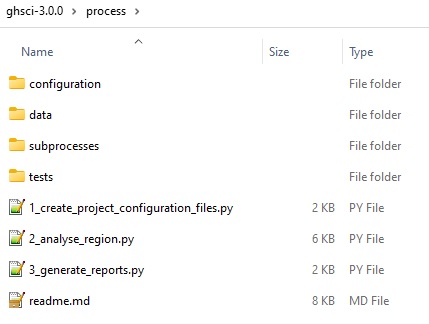 ghsci-3.0.0 > process >
Name Size Type
configuration File folder
data File folder
subprocesses File folder
tests File folder
1_create_project_configuration_files.py 2 KB PY File
2_analyse_region.py 6 KB PY File
3_generate_reports.py 2 KB PY File
readme.md 8 KB MD File